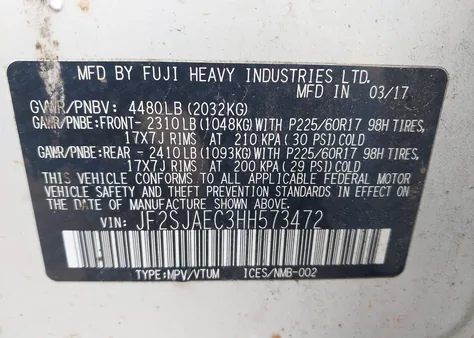 MFD BY FUJI HEAVY INDUSTRIES LTD.
MFD IN 03/17
GVWR/PNBV: 4480LB (2032KG)
GAWR/PNBE:FRONT- 2310LB (1048KG)WITH P225/60R17 98H TIRES,
17X7J RIMS AT 210 KPA (30 PSI)COLD
GAWR/PNBE:REAR - 2410LB (1093KG)WITH P225/60R17 98H TIRES,
17X7J RIMS AT 200 KPA (29 PSI)COLD
THIS VEHICLE CONFORMS TO ALL APPLICABLE FEDERAL MOTOR
VEHICLE SAFETY AND THEFT PREVENTION STANDARDS IN EFFECT
ON THE DATE OF MANUFACTURE SHOWN ABOVE.
VIN: JF2SJAEC3HH573472
TYPE:MPV/VTUM ICES/NMB-002